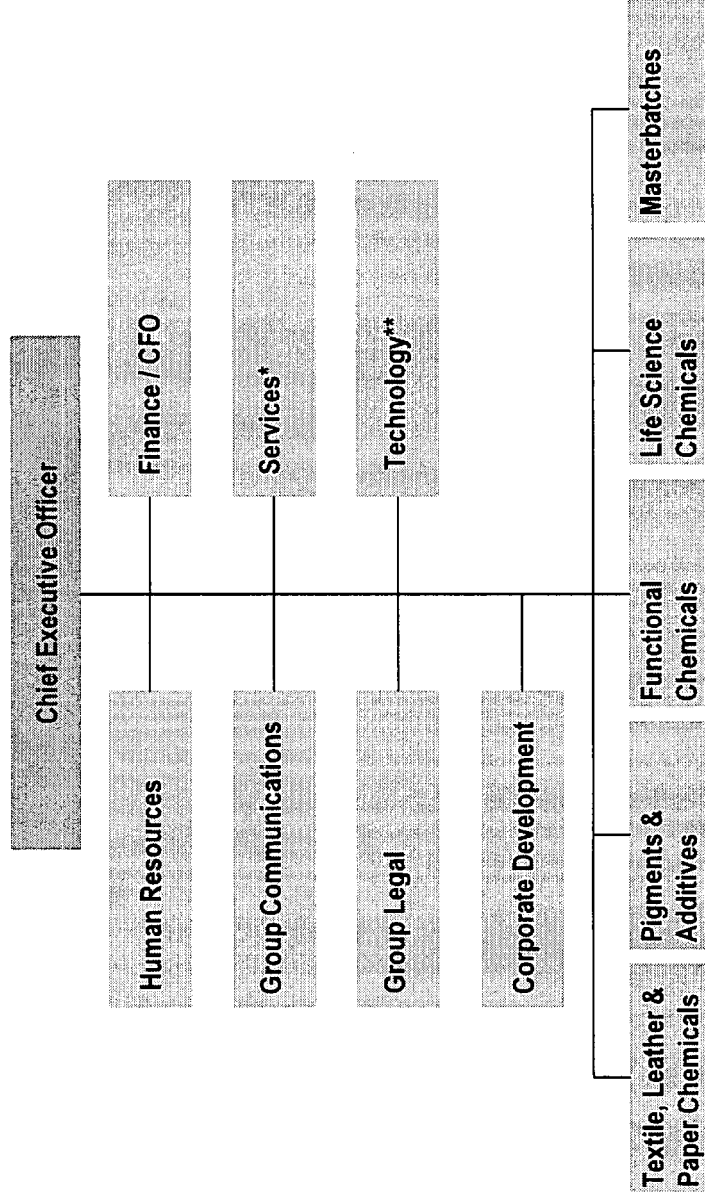 Chief Executive Officer
Human Resources
Finance / CFO
Group Communications
Services*
Group Legal
Technology**
Corporate Development
Textile, Leather &
Paper Chemicals
Pigments &
Additives
Functional
Chemicals
Life Science
Chemicals
Masterbatches